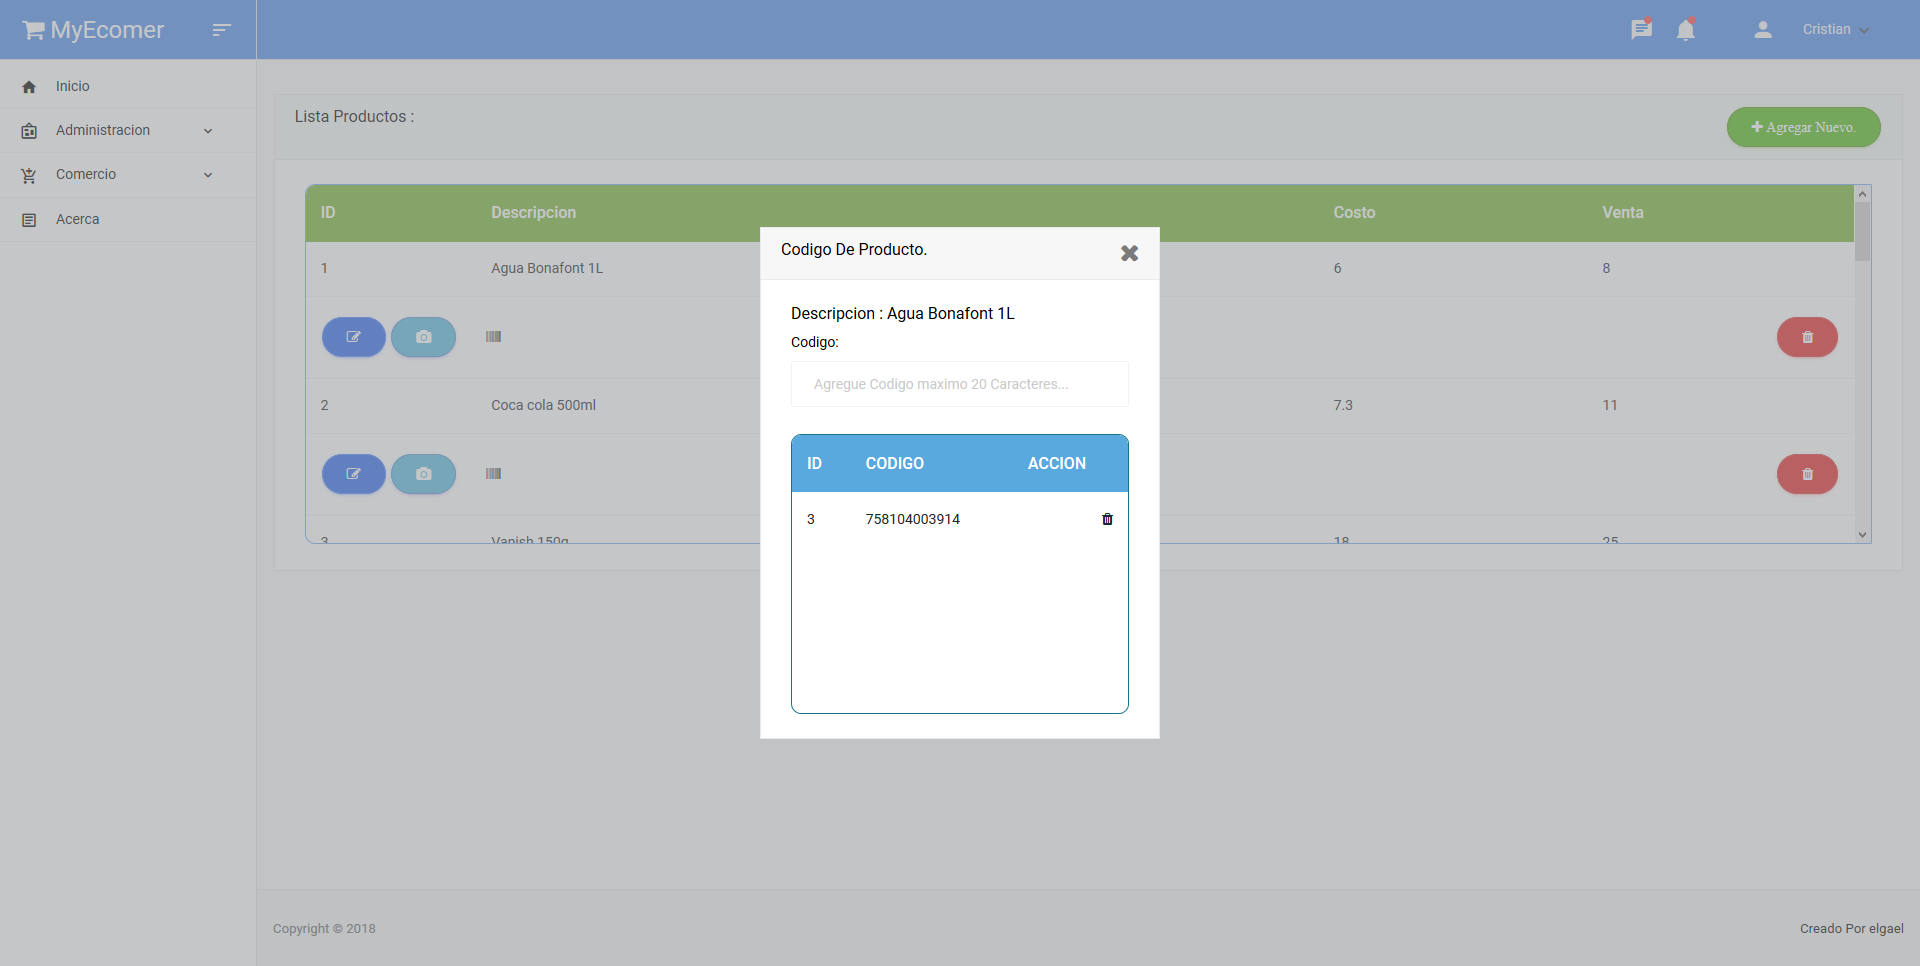 MyEcomer
Cristian
Inicio
Administracion
Comercio
Acerca
Lista Productos :
Agregar Nuevo.
ID Descripcion Costo Venta
1 Agua Bonafont 1L 6 8
2 Coca cola 500ml 7.3 11
3 Vanish 150g 18 25
Codigo De Producto.
Descripcion : Agua Bonafont 1L
Codigo:
Agregue Codigo maximo 20 Caracteres...
ID CODIGO ACCION
3 758104003914
Copyright © 2018
Creado Por elgael